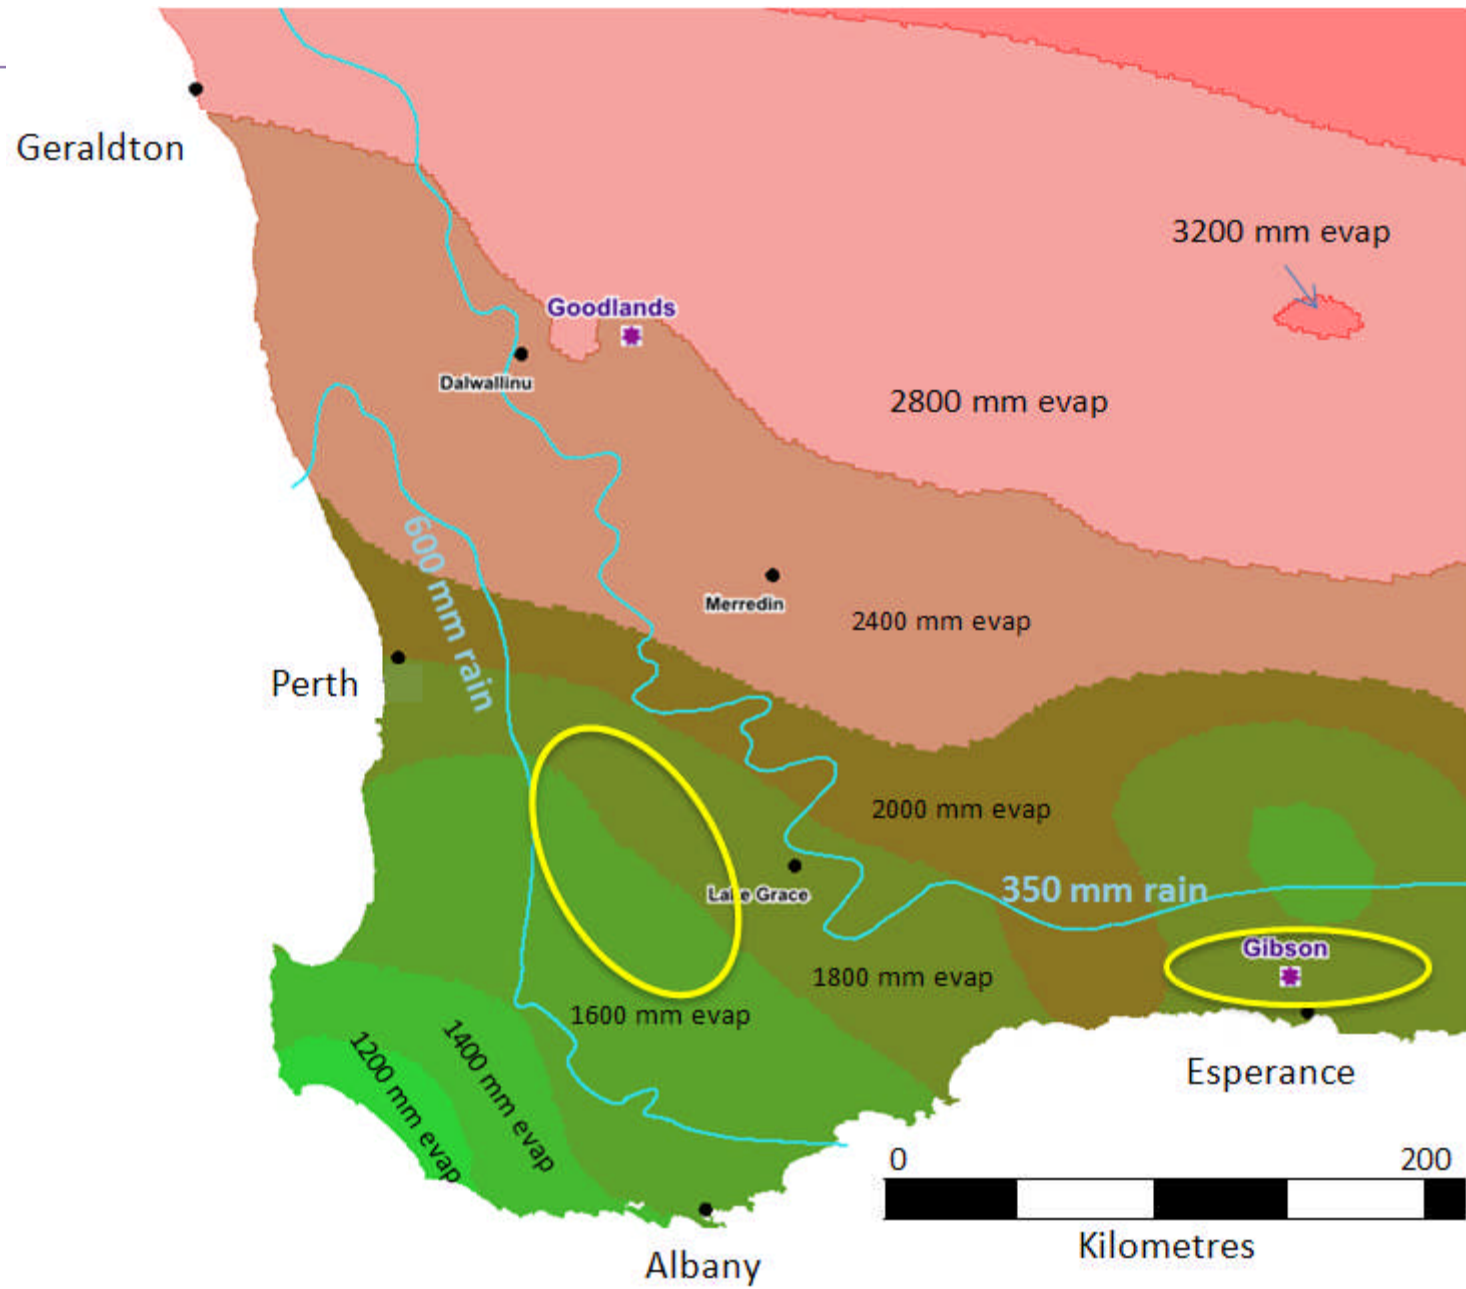 Geraldton
3200 mm evap
Goodlands
Dalwallinu
2800 mm evap
600 mm rain
Merredin
2400 mm evap
Perth
2000 mm evap
Lake Grace
350 mm rain
Gibson
1800 mm evap
1600 mm evap
1400 mm evap
1200 mm evap
Esperance
0 200
Kilometres
Albany